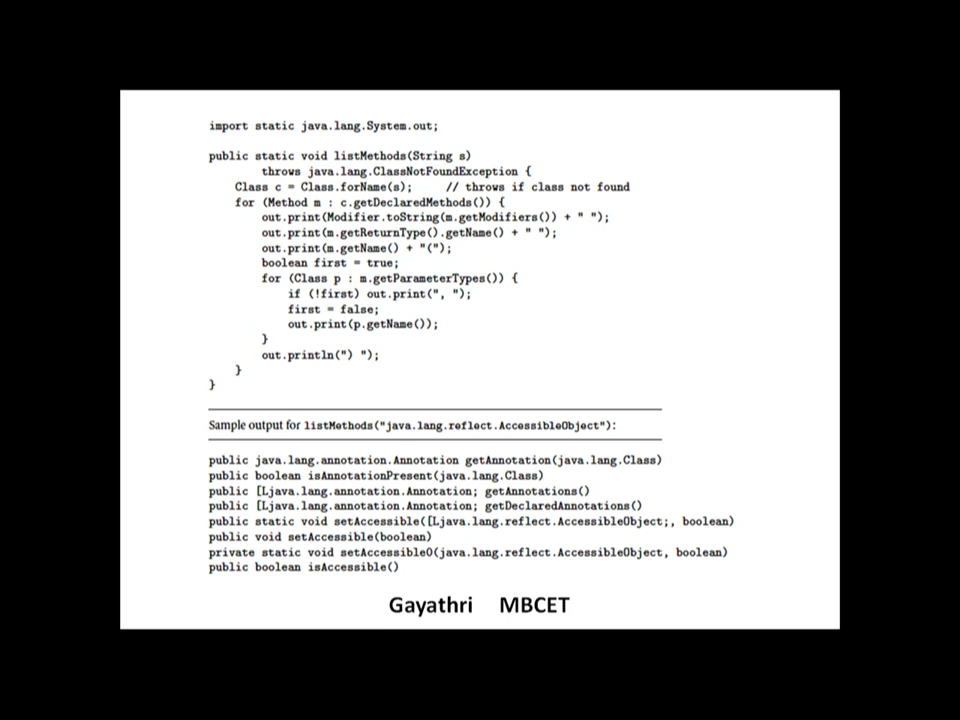 import static java.lang.System.out;
public static void listMethods(String s)
        throws java.lang.ClassNotFoundException {
    Class c = Class.forName(s);     // throws if class not found
    for (Method m : c.getDeclaredMethods()) {
        out.print(Modifier.toString(m.getModifiers()) + " ");
        out.print(m.getReturnType().getName() + " ");
        out.print(m.getName() + "(");
        boolean first = true;
        for (Class p : m.getParameterTypes()) {
            if (!first) out.print(", ");
            first = false;
            out.print(p.getName());
        }
        out.println(") ");
    }
}
Sample output for listMethods("java.lang.reflect.AccessibleObject"):
public java.lang.annotation.Annotation getAnnotation(java.lang.Class)
public boolean isAnnotationPresent(java.lang.Class)
public [Ljava.lang.annotation.Annotation; getAnnotations()
public [Ljava.lang.annotation.Annotation; getDeclaredAnnotations()
public static void setAccessible([Ljava.lang.reflect.AccessibleObject;, boolean)
public void setAccessible(boolean)
private static void setAccessible0(java.lang.reflect.AccessibleObject, boolean)
public boolean isAccessible()
Gayathri MBCET